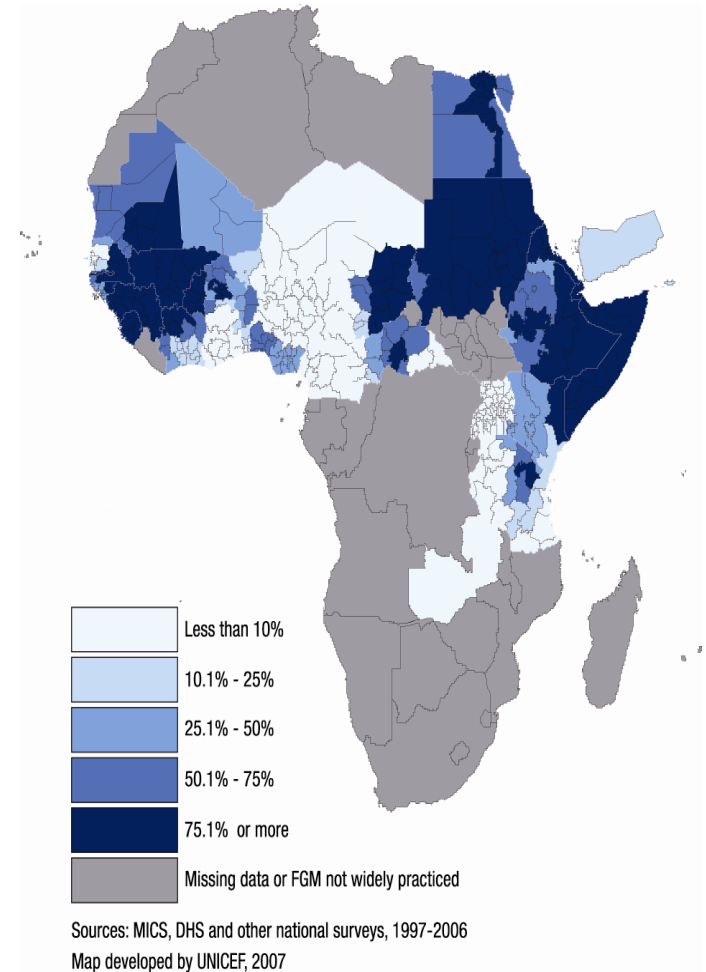 Less than 10%
10.1% - 25%
25.1% - 50%
50.1% - 75%
75.1% or more
Missing data or FGM not widely practiced
Sources: MICS, DHS and other national surveys, 1997-2006
Map developed by UNICEF, 2007